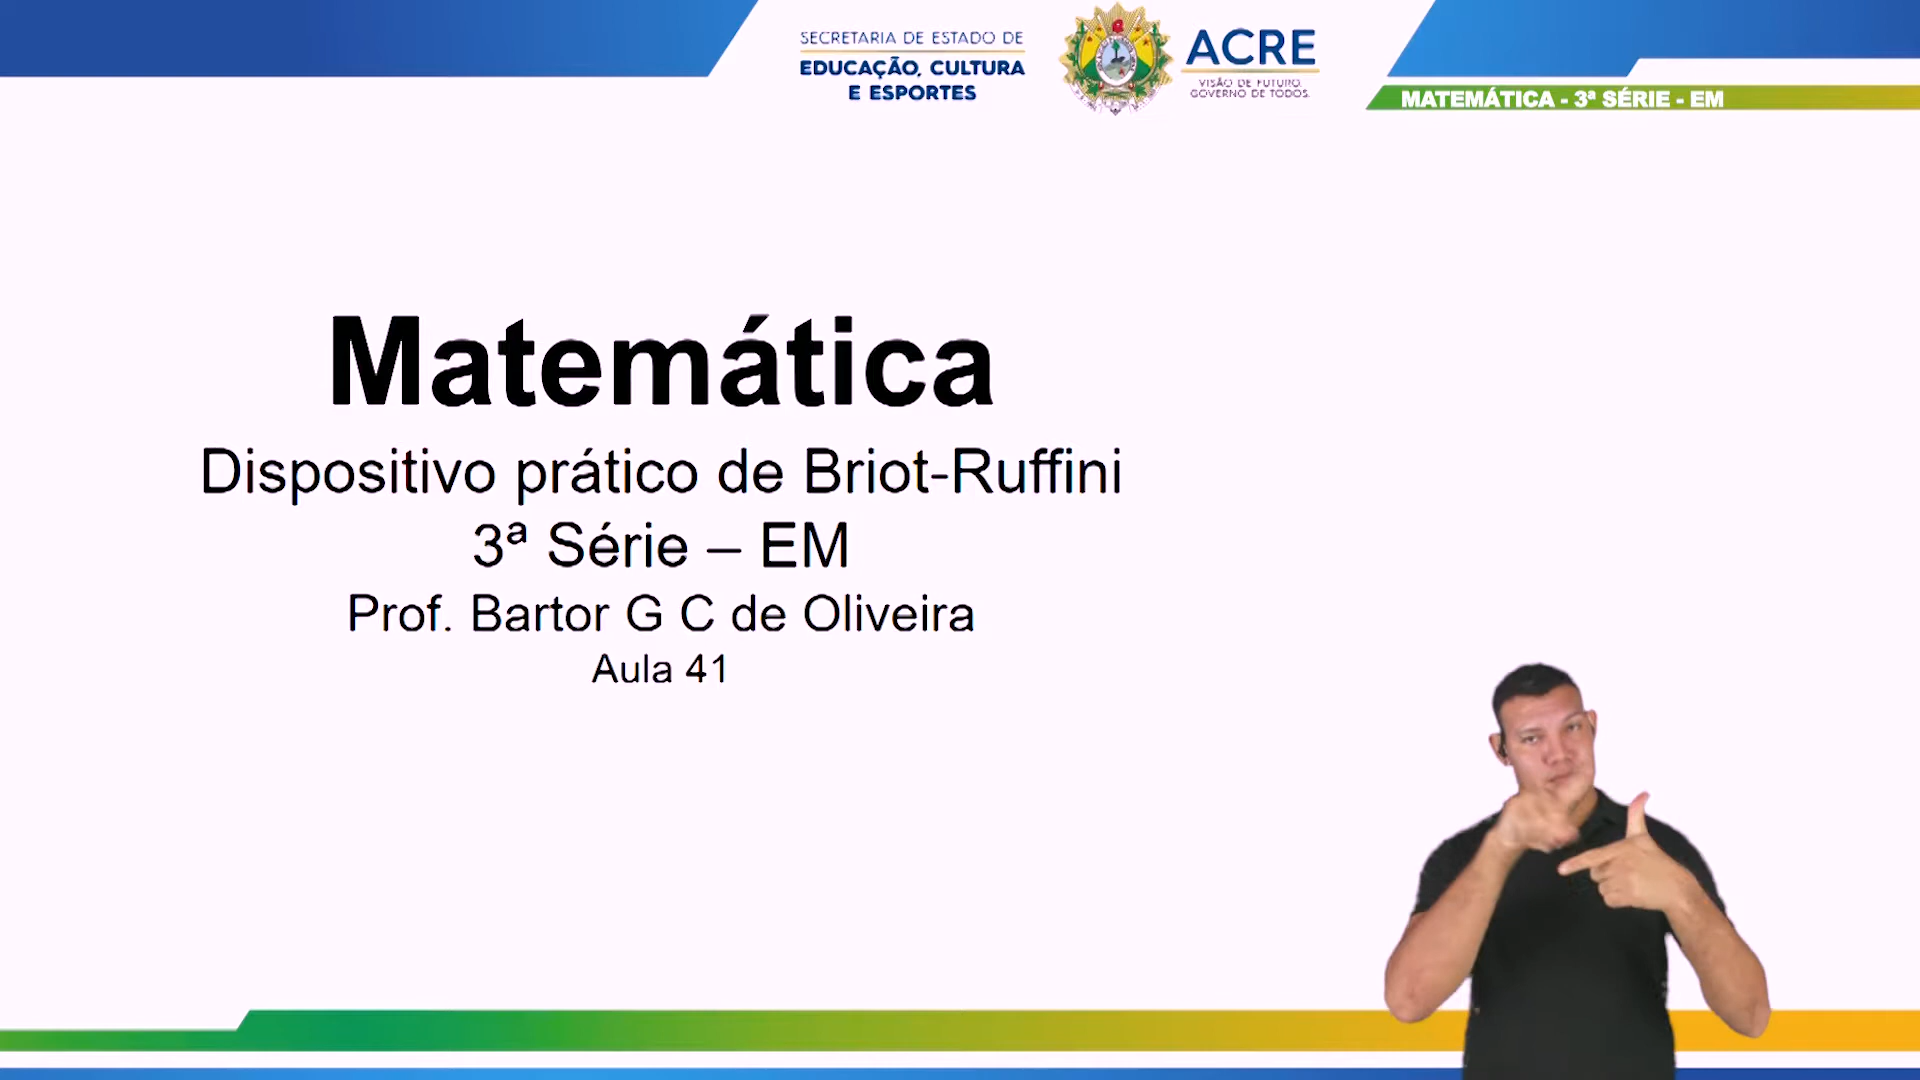 SECRETARIA DE ESTADO DE
EDUCAÇÃO, CULTURA
E ESPORTES
ACRE
VISÃO DE FUTURO.
GOVERNO DE TODOS.
MATEMÁTICA - 3ª SÉRIE - EM
Matemática
Dispositivo prático de Briot-Ruffini
3ª Série – EM
Prof. Bartor G C de Oliveira
Aula 41